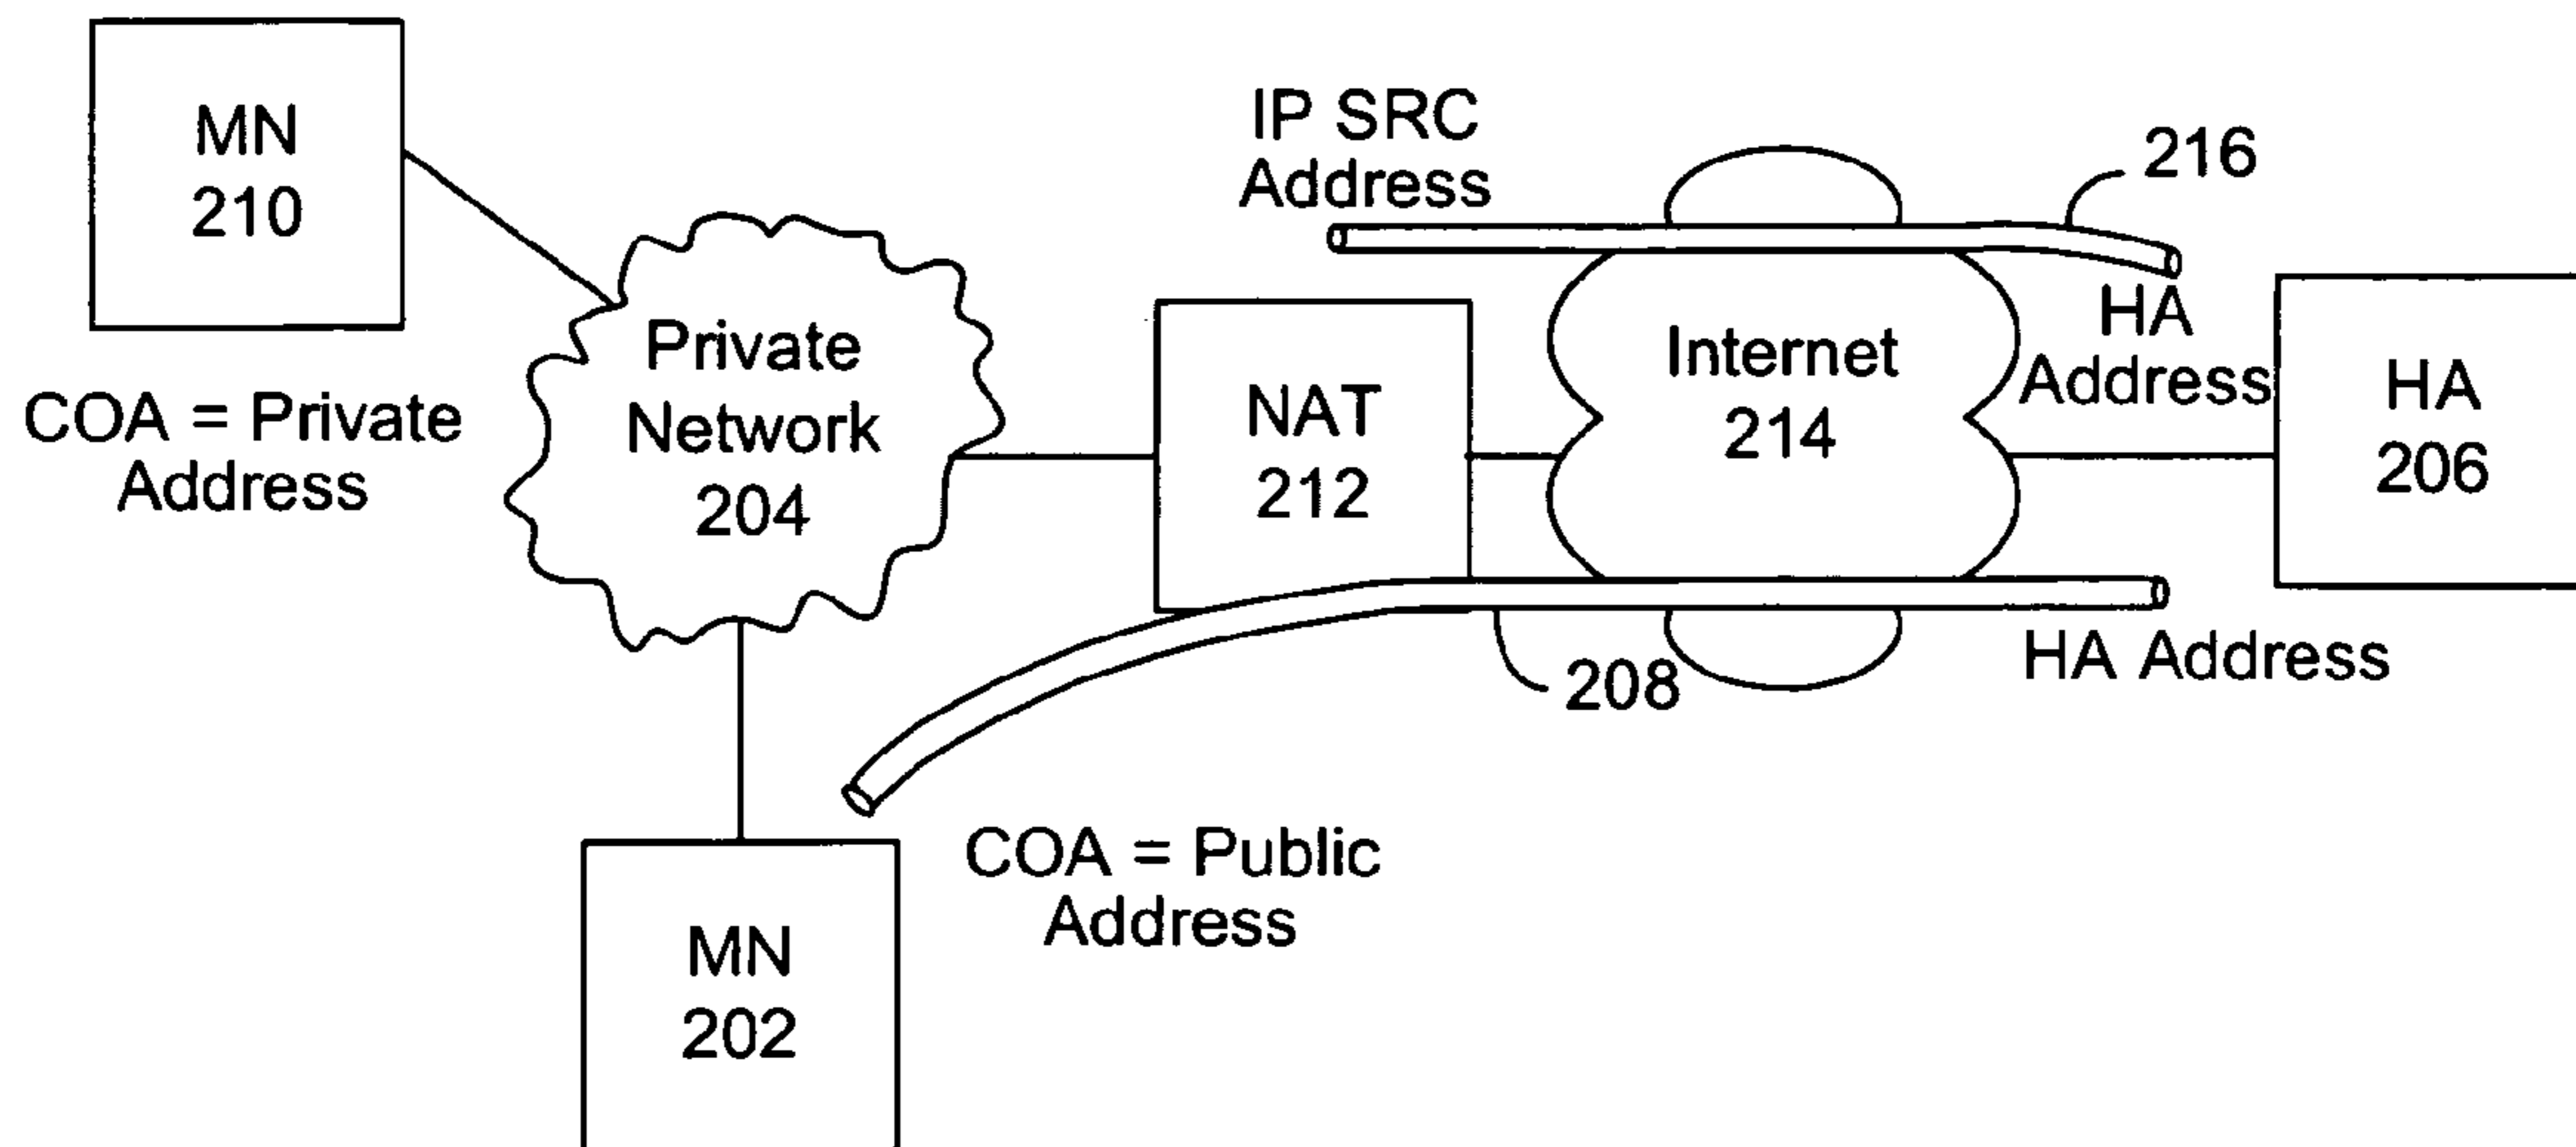 MN
210
COA = Private
Address
Private
Network
204
IP SRC
Address
216
NAT
212
Internet
214
HA
Address
HA
206
208
HA Address
COA = Public
Address
MN
202